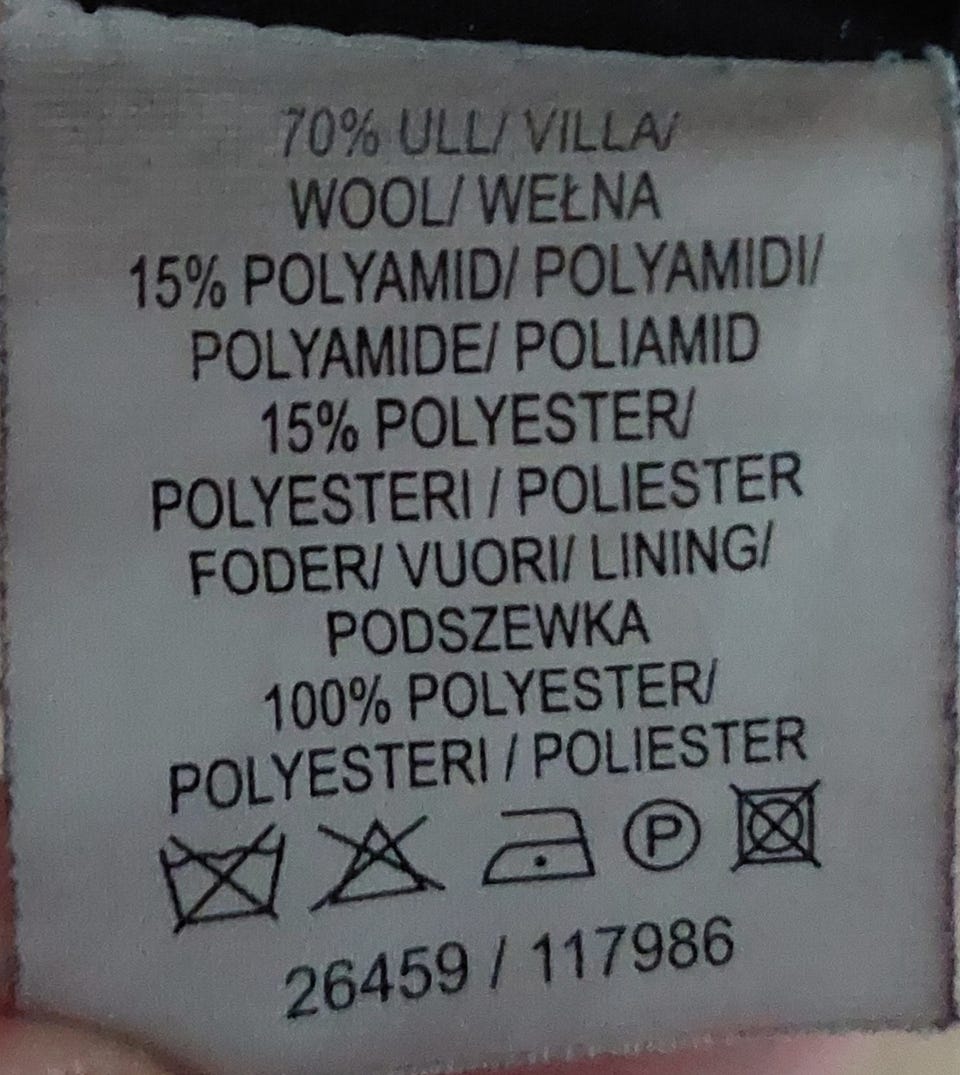 70% ULL/ VILLA/
WOOL/ WEŁNA
15% POLYAMID/ POLYAMIDI/
POLYAMIDE/ POLIAMID
15% POLYESTER/
POLYESTERI / POLIESTER
FODER/ VUORI/ LINING/
PODSZEWKA
100% POLYESTER/
POLYESTERI / POLIESTER
P
26459 / 117986